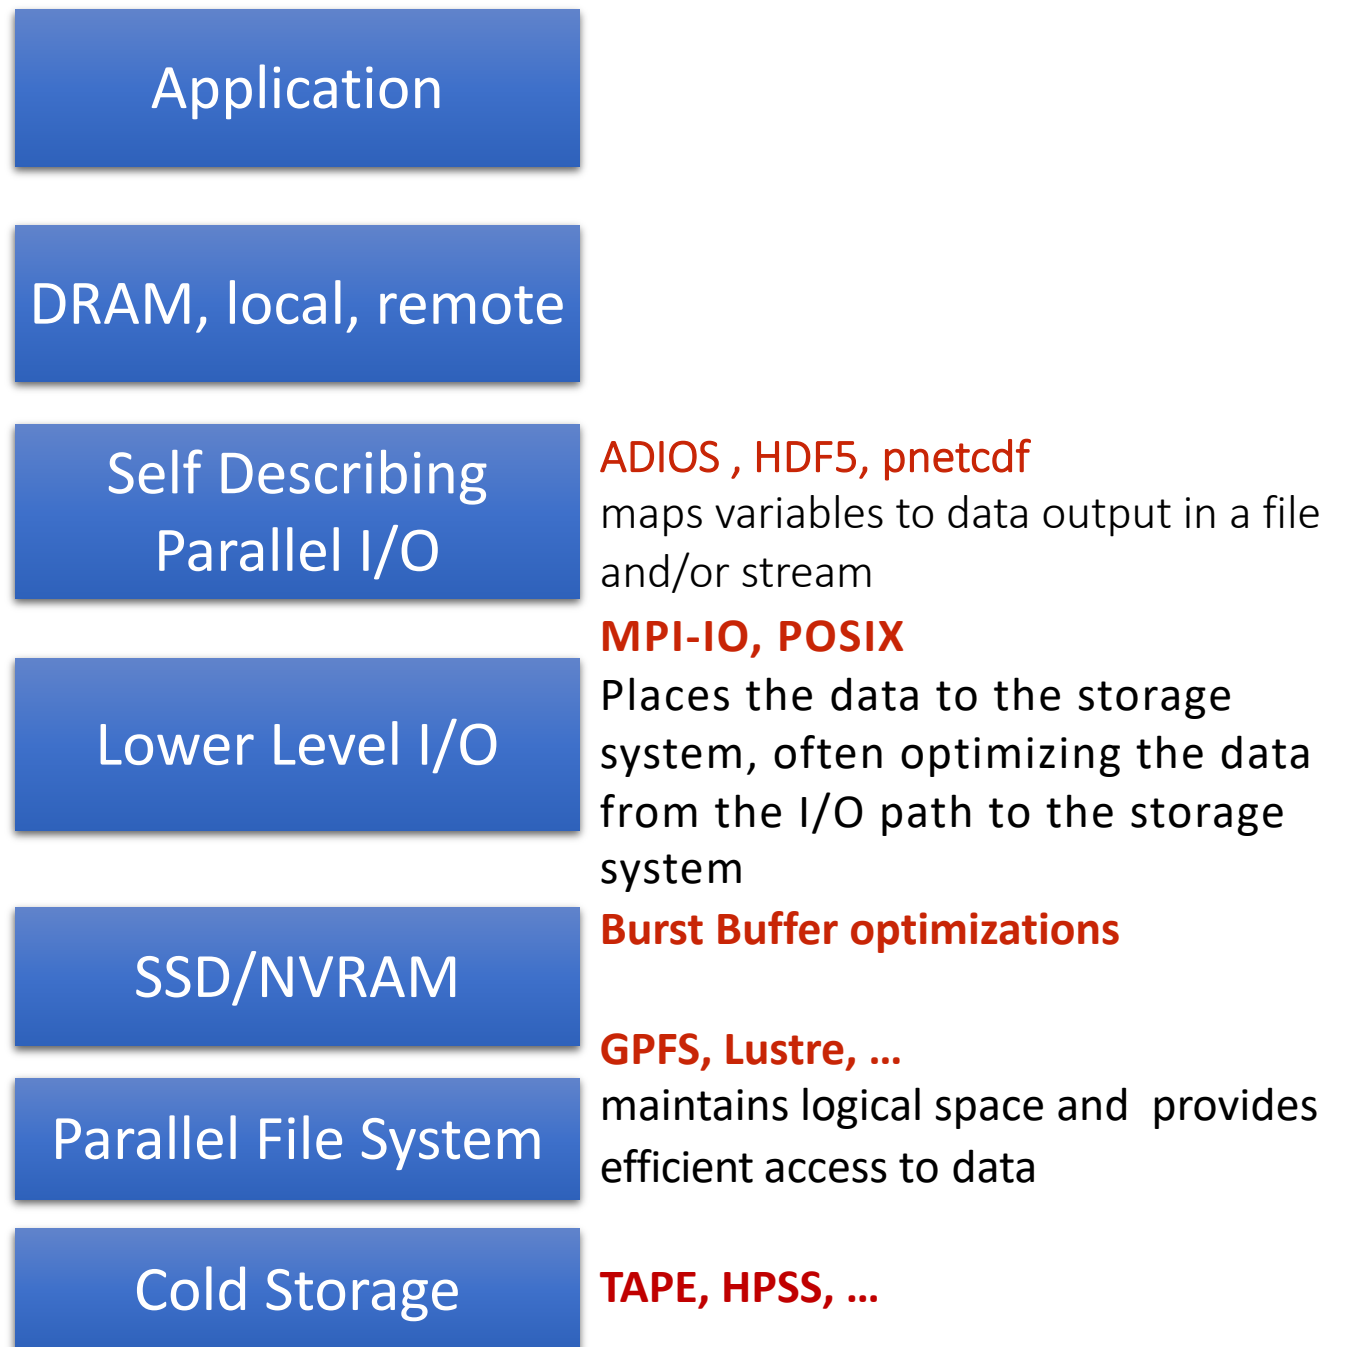 Application
DRAM, local, remote
Self Describing
Parallel I/O
ADIOS , HDF5, pnetcdf
maps variables to data output in a file
and/or stream
Lower Level I/O
MPI-IO, POSIX
Places the data to the storage
system, often optimizing the data
from the I/O path to the storage
system
SSD/NVRAM
Burst Buffer optimizations
Parallel File System
GPFS, Lustre, …
maintains logical space and  provides
efficient access to data
Cold Storage
TAPE, HPSS, …